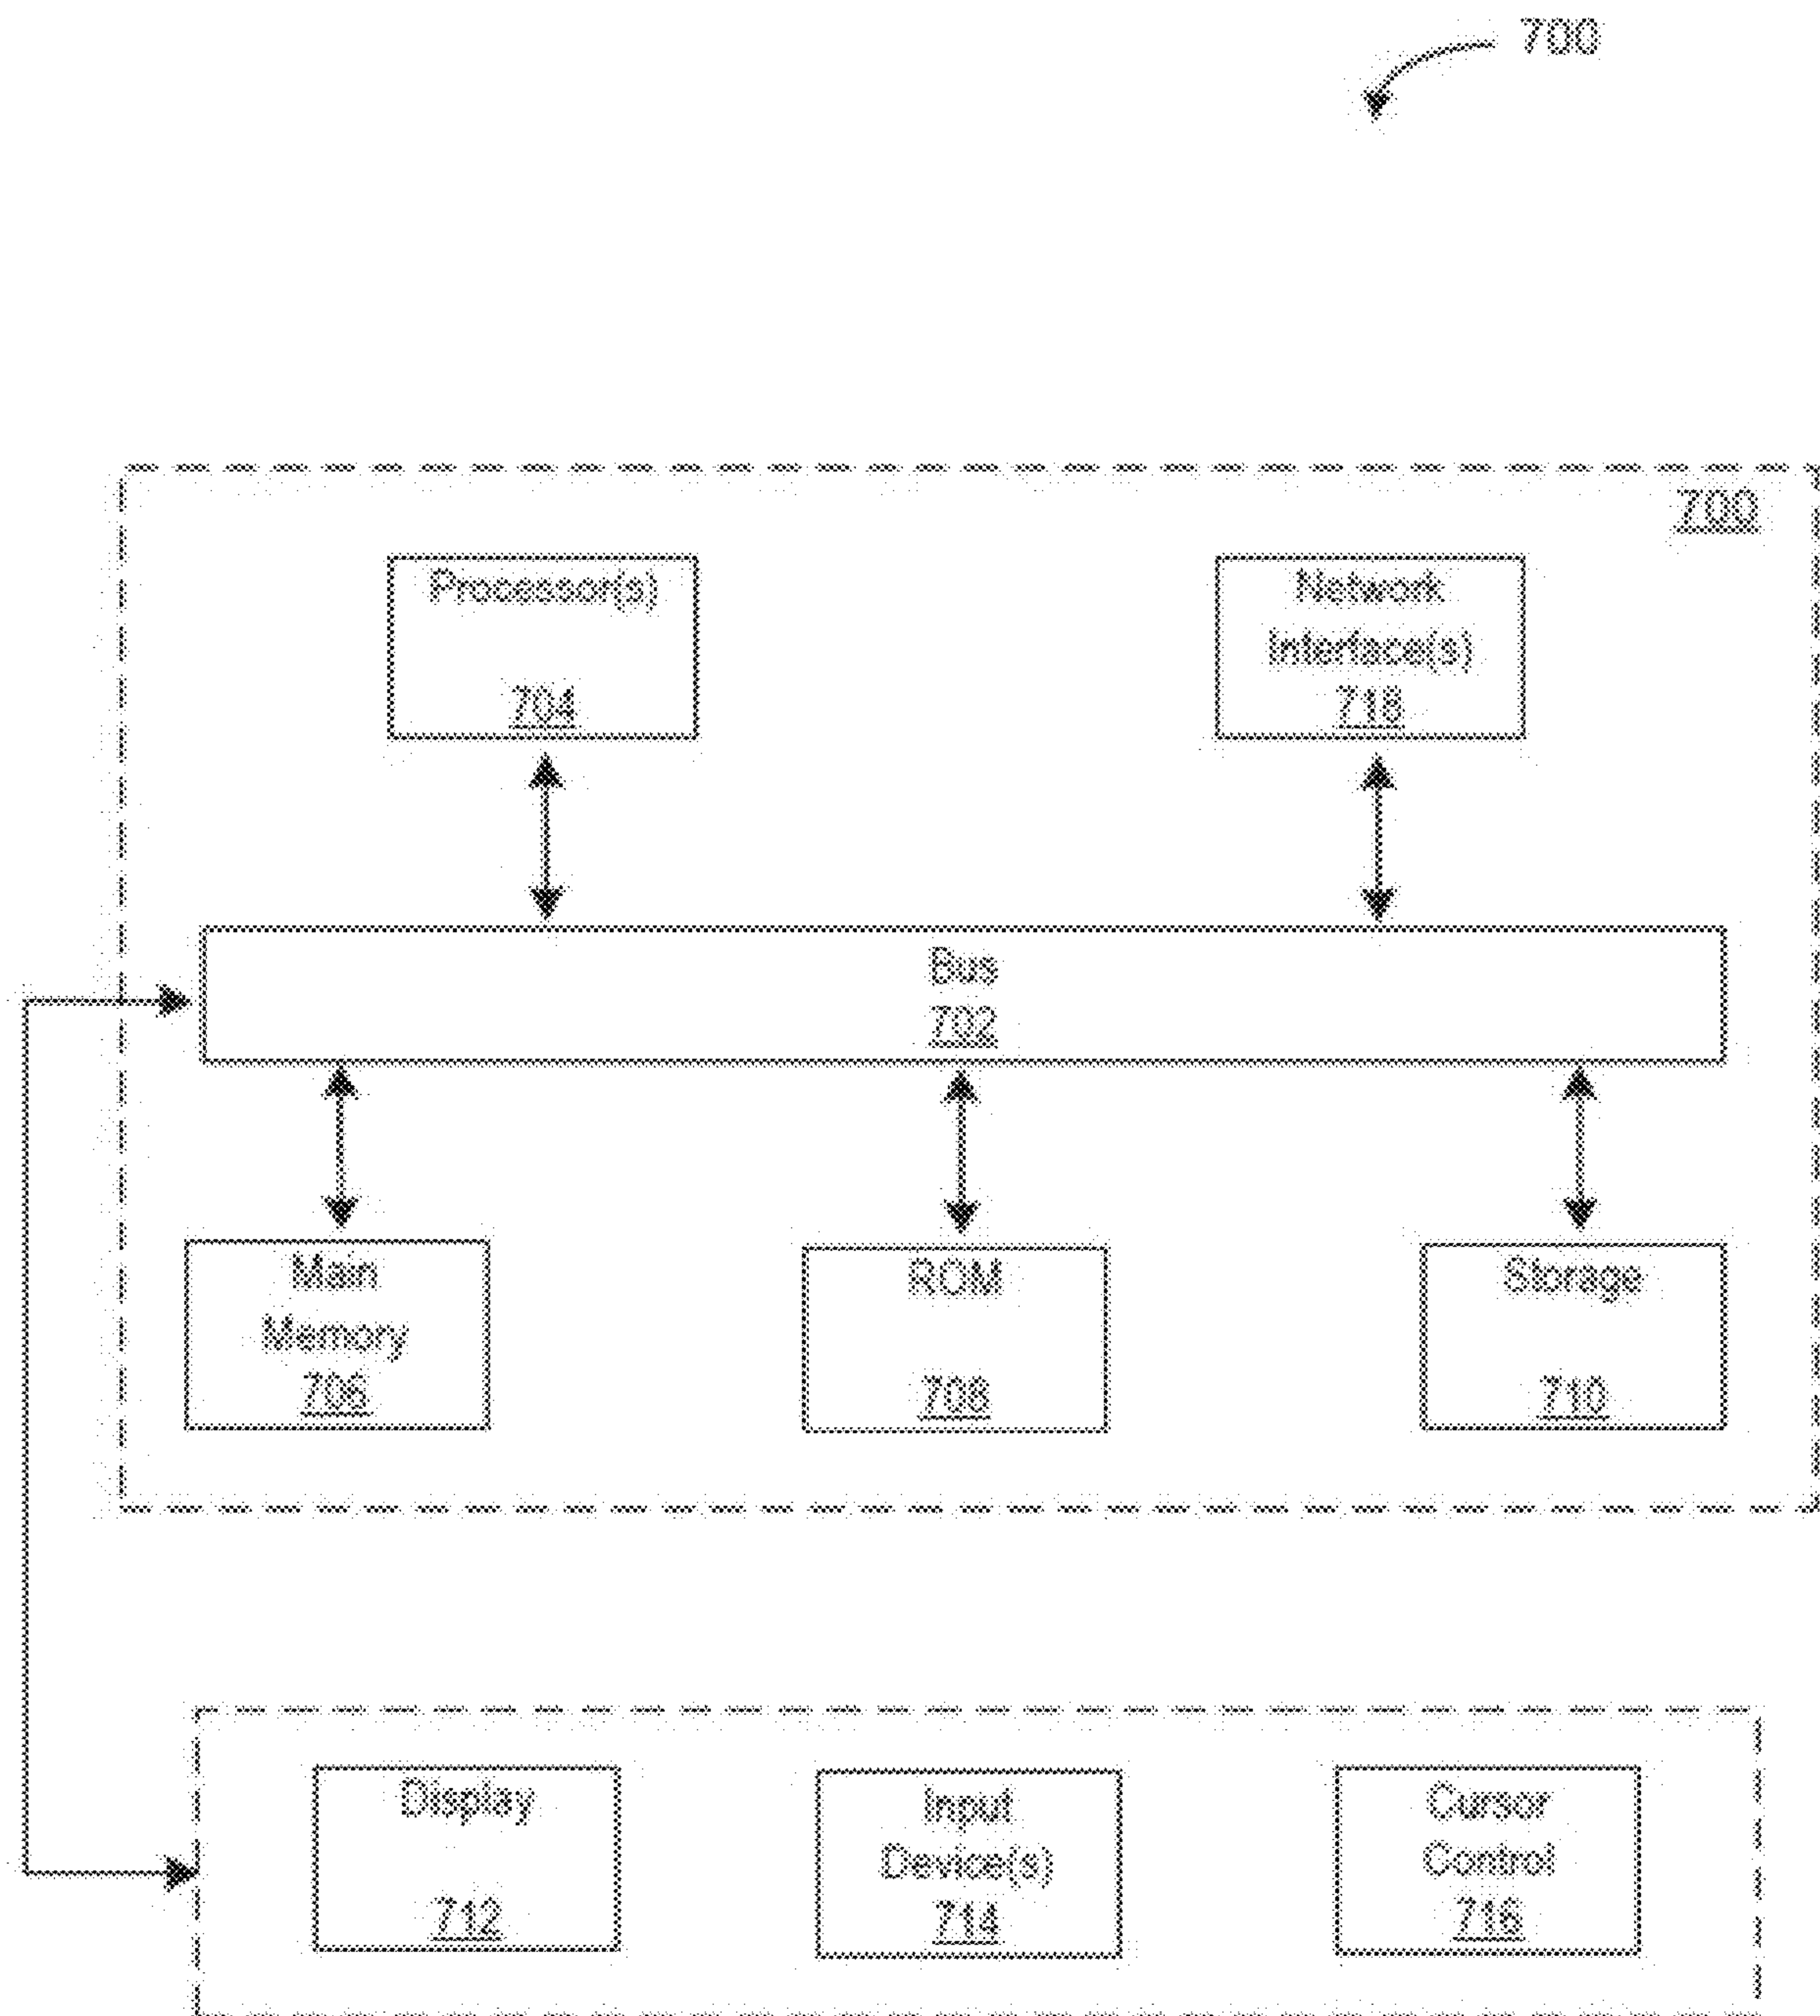 700
700
Processor(s)
704
Network
Interface(s)
718
Bus
702
Main
Memory
706
ROM
708
Storage
710
Display
712
Input
Device(s)
714
Cursor
Control
716